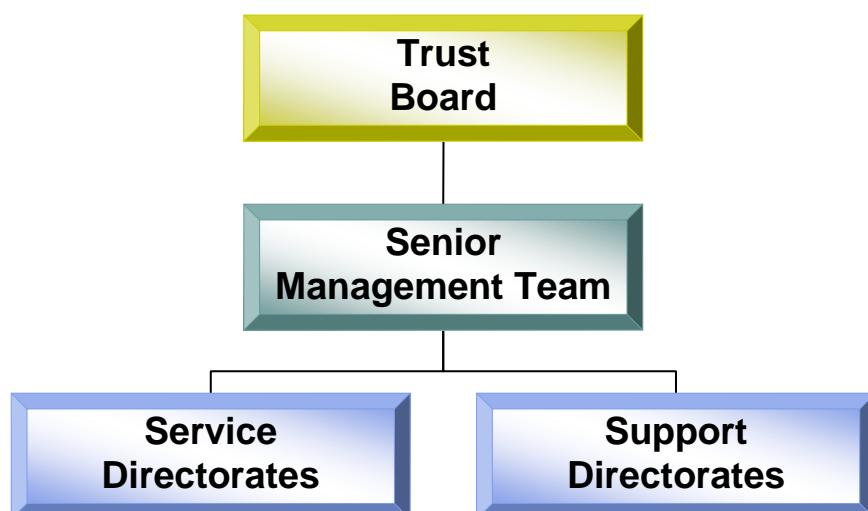 Trust
Board
Senior
Management Team
Service
Directorates
Support
Directorates